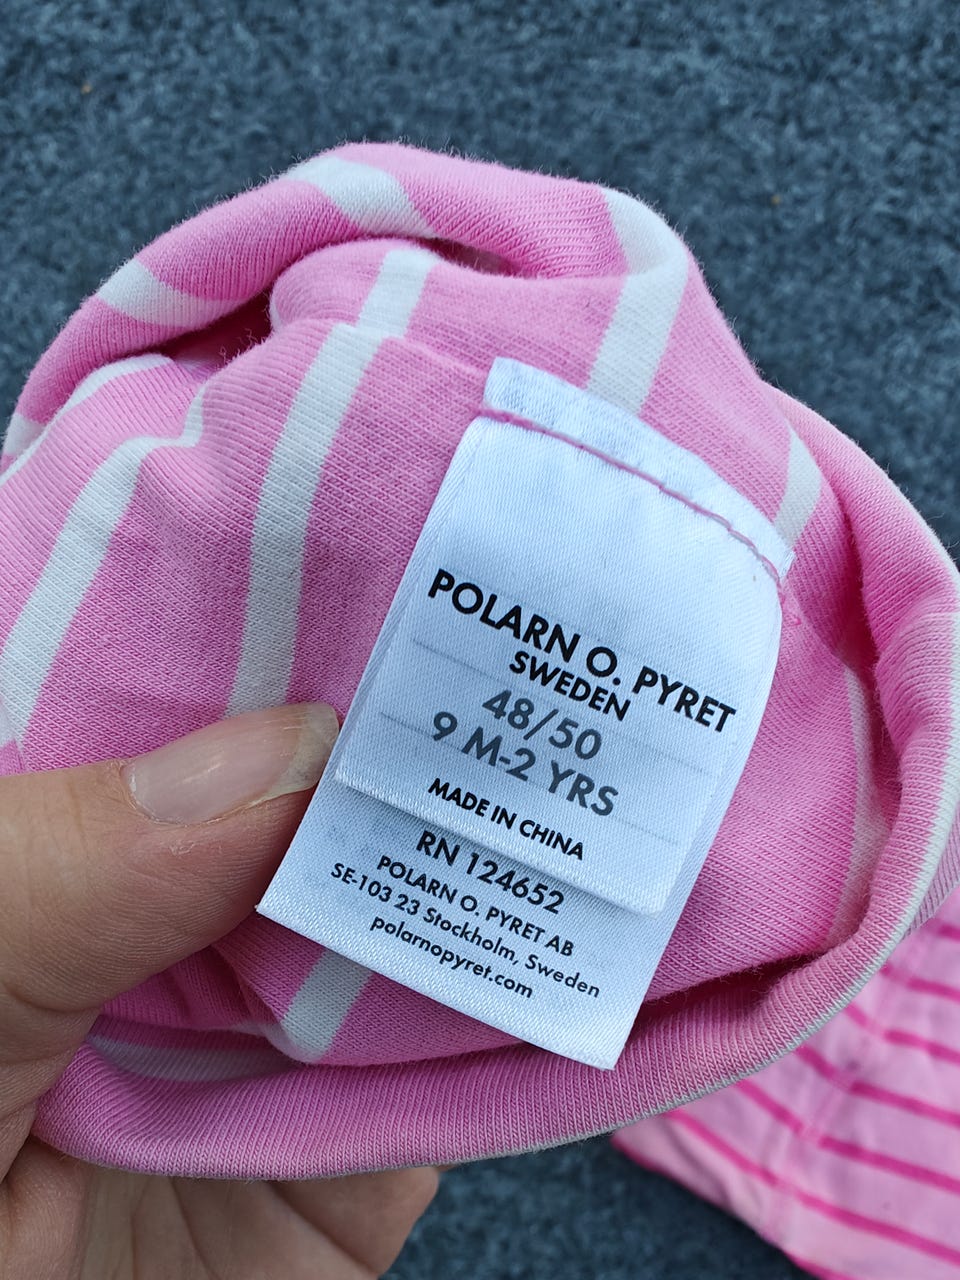 POLARN O. PYRET
SWEDEN
48/50
9 M-2 YRS
MADE IN CHINA
RN 124652
POLARN O. PYRET AB
SE-103 23 Stockholm, Sweden
polarnopyret.com